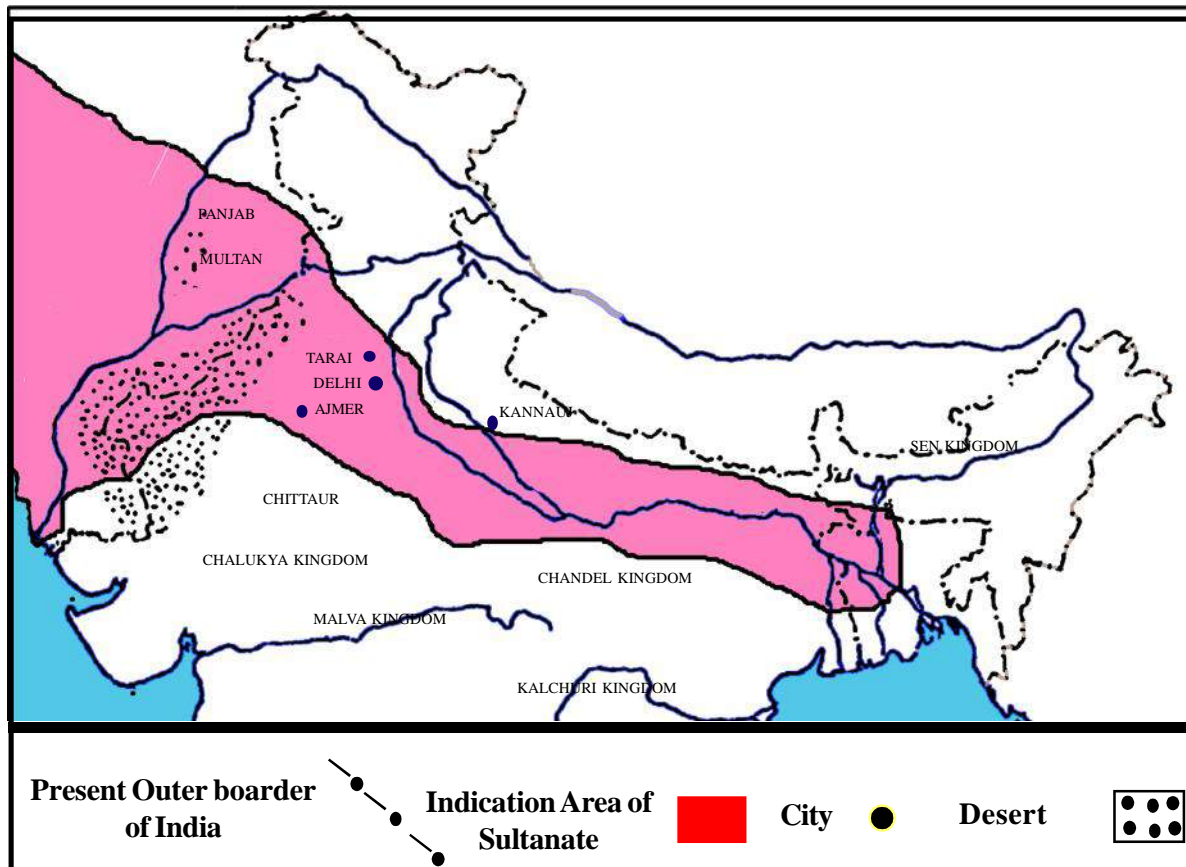 PANJAB
MULTAN
TARAI
DELHI
AJMER
KANNAUJ
SEN KINGDOM
CHITTAUR
CHALUKYA KINGDOM
CHANDEL KINGDOM
MALVA KINGDOM
KALCHURI KINGDOM
Present Outer boarder
of India
Indication Area of
Sultanate
City
Desert